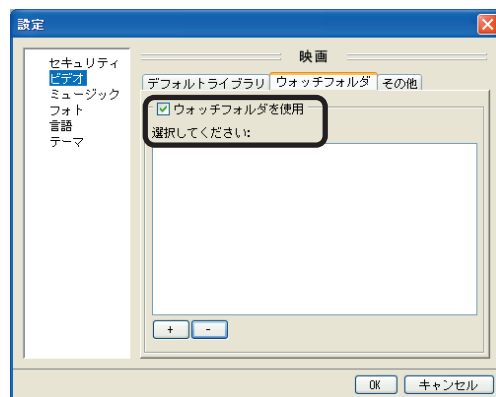 設定
セキュリティ
ビデオ
ミュージック
フォト
言語
テーマ
映画
デフォルトライブラリ ウォッチフォルダ その他
ウォッチフォルダを使用
選択してください:
+ -
OK キャンセル